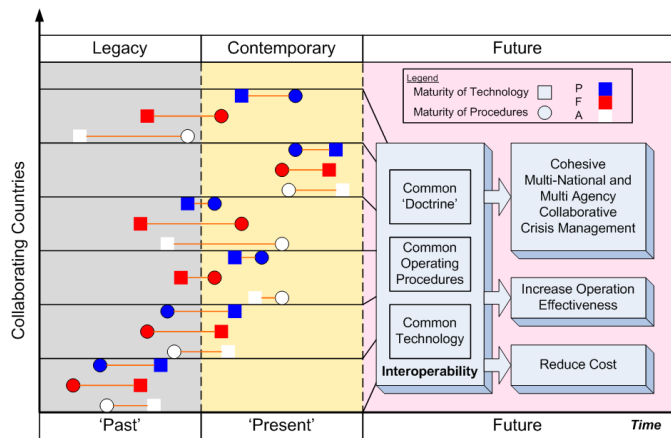 Legacy
Contemporary
Future
Legend
Maturity of Technology
Maturity of Procedures
P
F
A
Collaborating Countries
Common
'Doctrine'
Common
Operating
Procedures
Common
Technology
Interoperability
Cohesive
Multi-National and
Multi Agency
Collaborative
Crisis Management
Increase Operation
Effectiveness
Reduce Cost
'Past'
'Present'
Future
Time